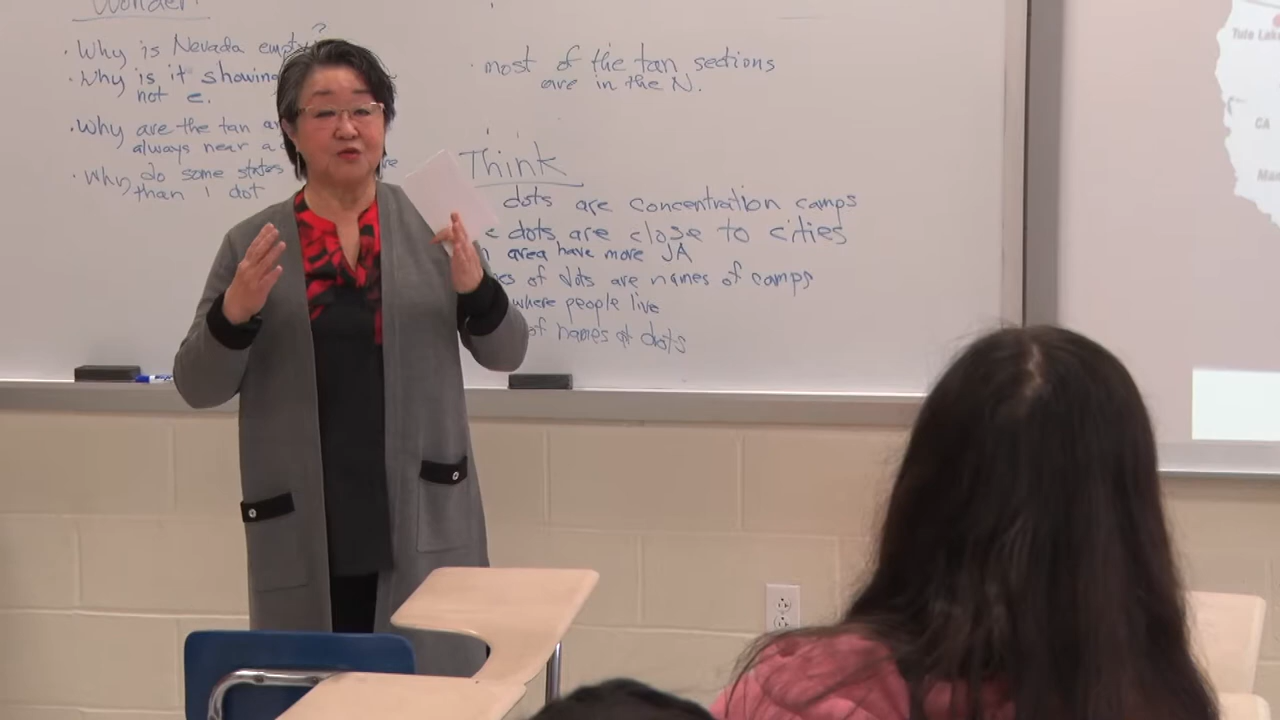 Wonder!
· Why is Nevada empty?
· Why is it showing
not e.
· Why are the tan ar
always near a
· Why do some states re
than 1 dot
· most of the tan sections
are in the N.
Think
dots are concentration camps
dots are close to cities
area have more JA
es of dots are names of camps
where people live
of names of dots
Tule Lake
CA